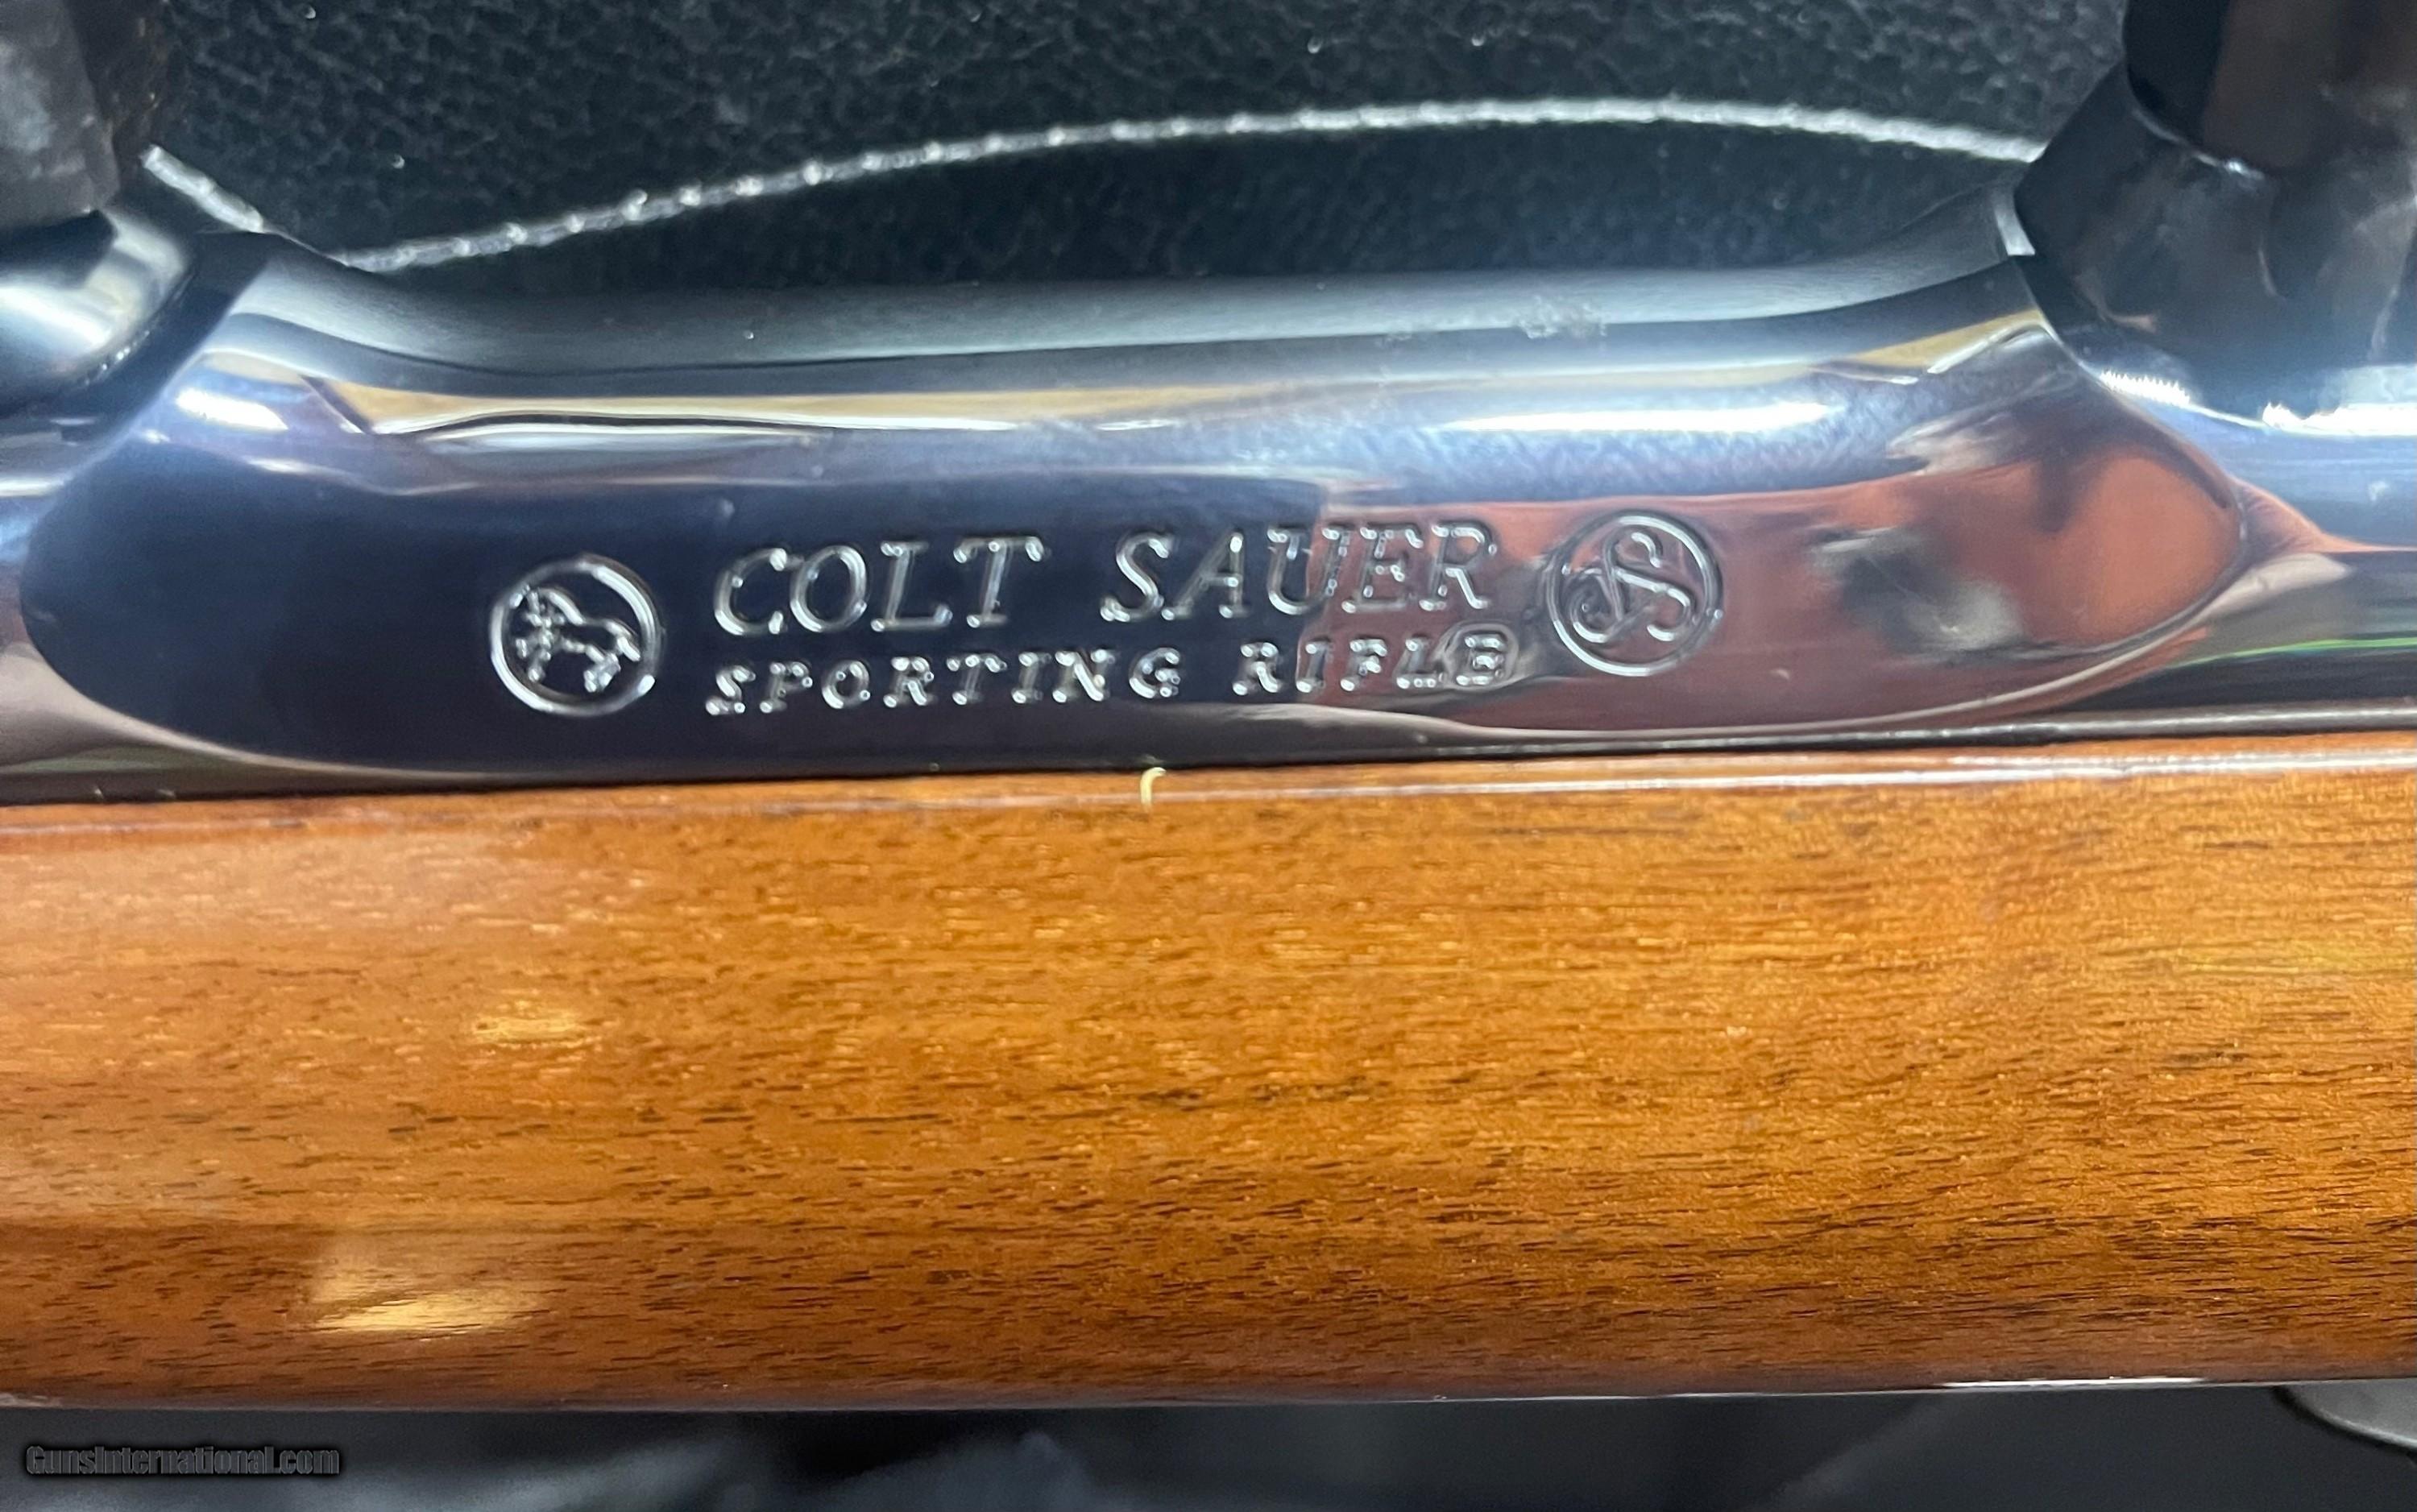 COLT SAUER
SPORTING RIFLE
GunsInternational.com